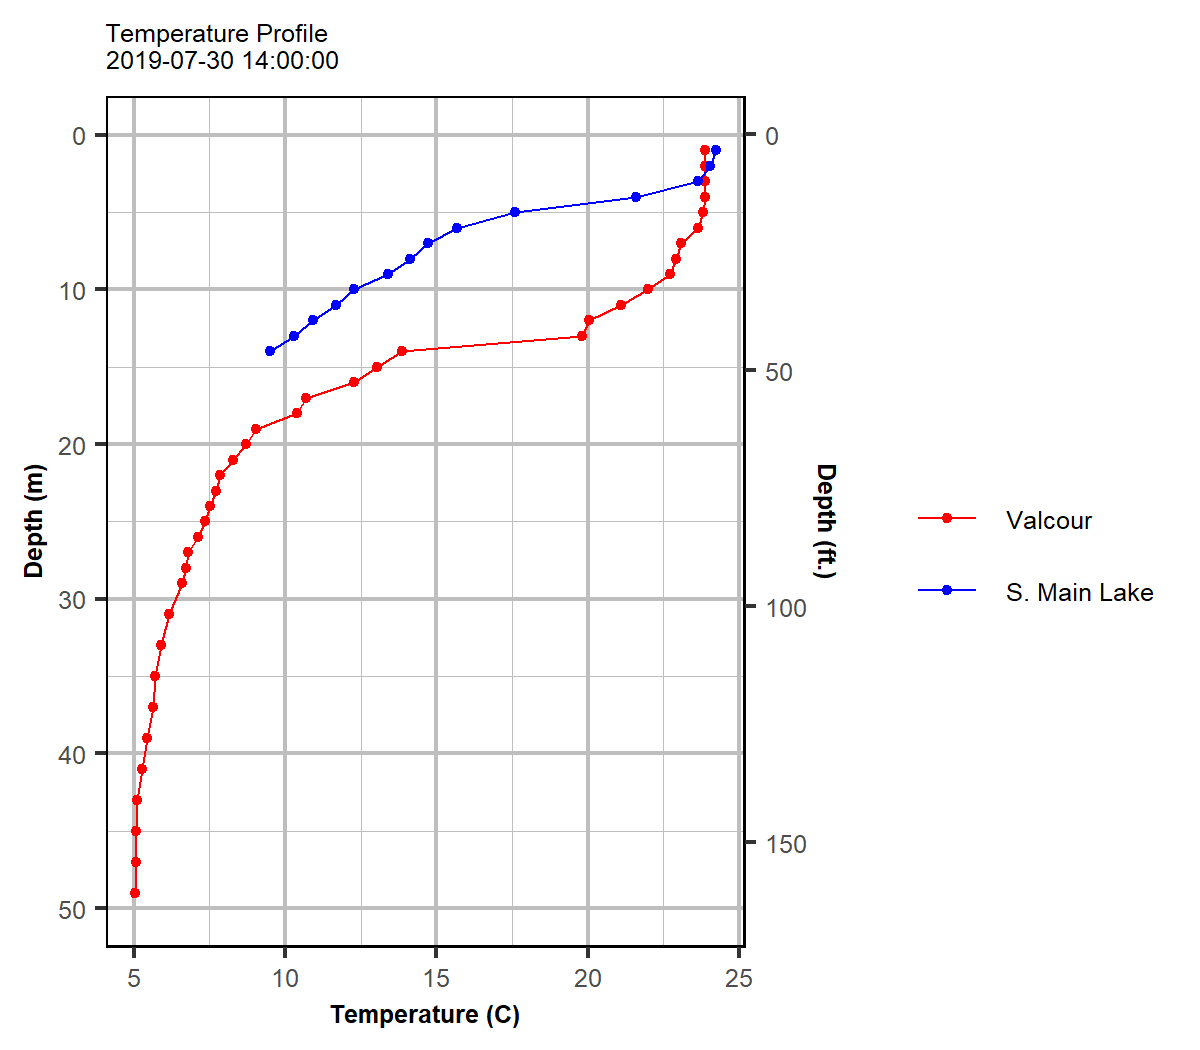 Temperature Profile
2019-07-30 14:00:00
0
10
20
30
40
50
Depth (m)
0
50
100
150
Depth (ft.)
5 10 15 20 25
Temperature (C)
Valcour
S. Main Lake